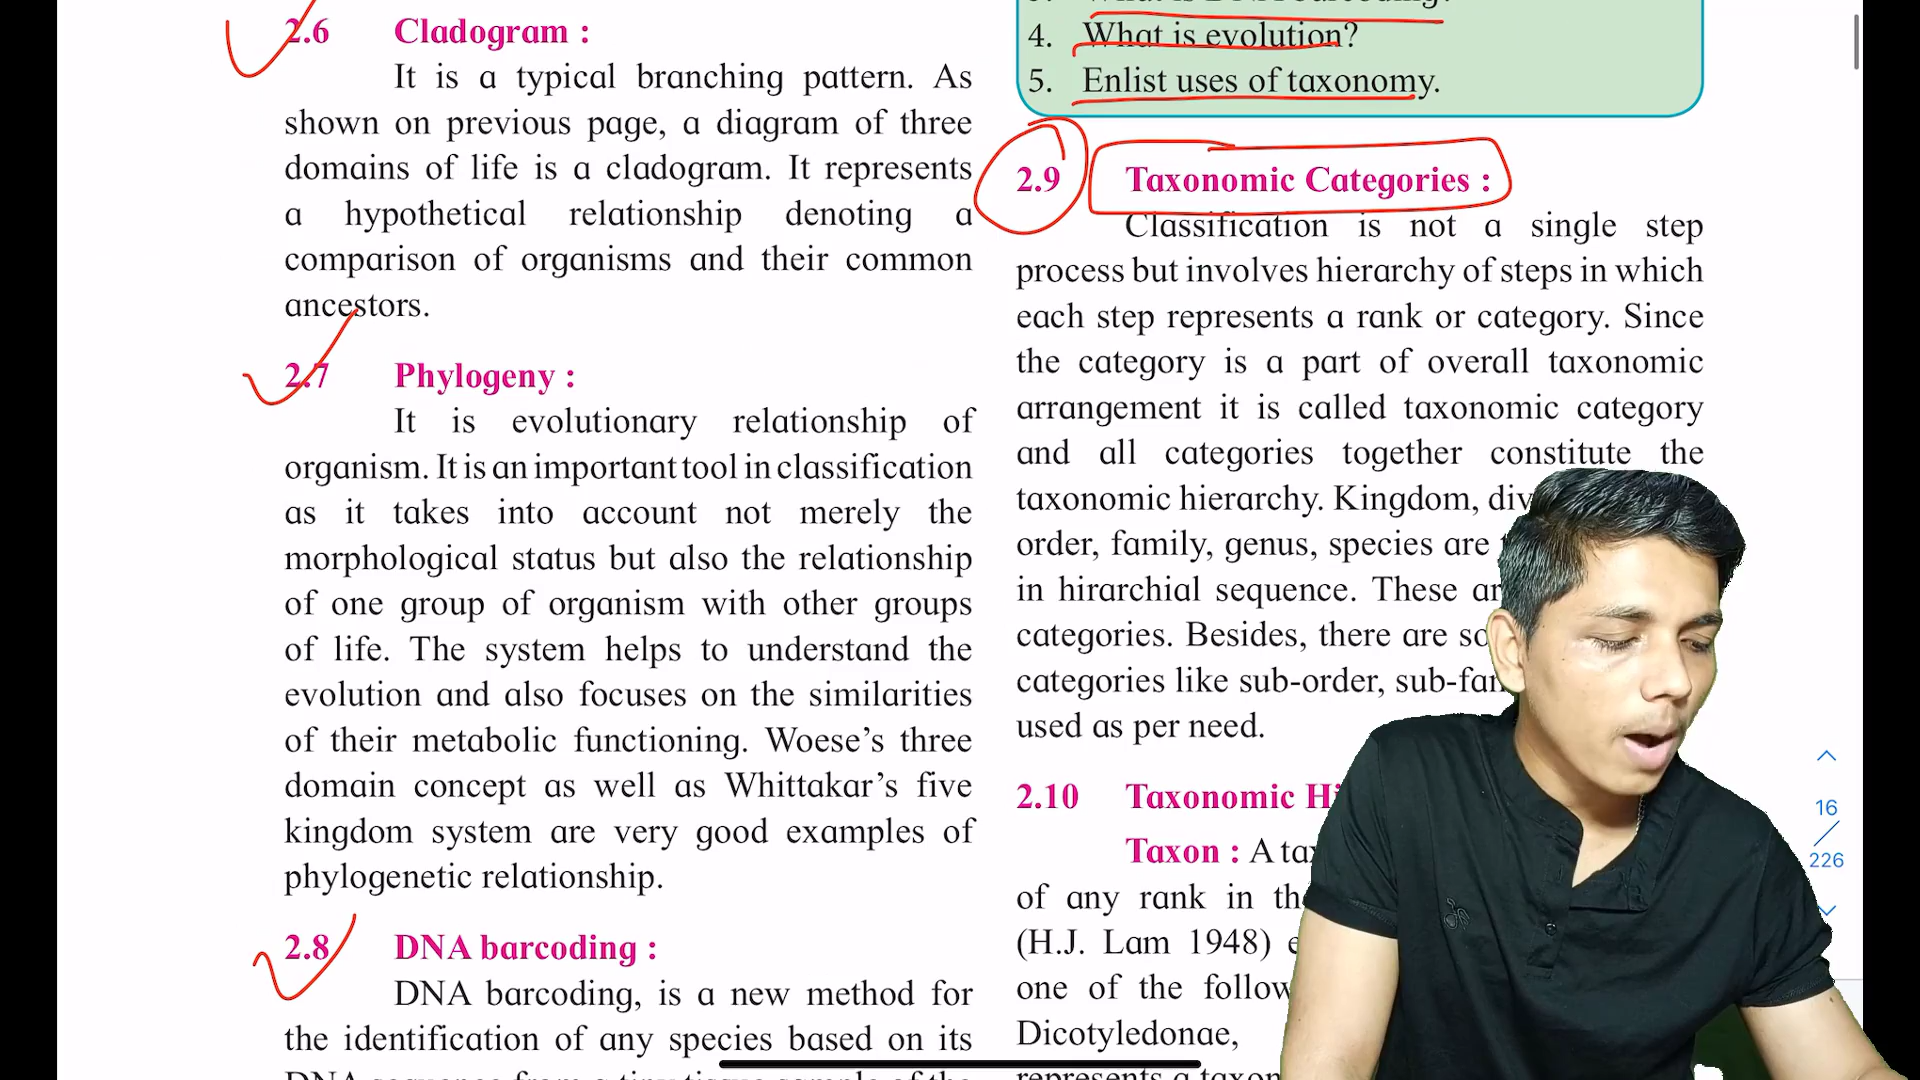 2.6 Cladogram :
It is a typical branching pattern. As
shown on previous page, a diagram of three
domains of life is a cladogram. It represents
a hypothetical relationship denoting a
comparison of organisms and their common
ancestors.
2.7 Phylogeny :
It is evolutionary relationship of
organism. It is an important tool in classification
as it takes into account not merely the
morphological status but also the relationship
of one group of organism with other groups
of life. The system helps to understand the
evolution and also focuses on the similarities
of their metabolic functioning. Woese's three
domain concept as well as Whittakar's five
kingdom system are very good examples of
phylogenetic relationship.
2.8 DNA barcoding :
DNA barcoding, is a new method for
the identification of any species based on its
4. What is evolution?
5. Enlist uses of taxonomy.
2.9 Taxonomic Categories :
Classification is not a single step
process but involves hierarchy of steps in which
each step represents a rank or category. Since
the category is a part of overall taxonomic
arrangement it is called taxonomic category
and all categories together constitute the
taxonomic hierarchy. Kingdom, div
order, family, genus, species are
in hirarchial sequence. These ar
categories. Besides, there are so
categories like sub-order, sub-fam
used as per need.
2.10 Taxonomic Hi
Taxon : A tax
of any rank in th
(H.J. Lam 1948) e
one of the follow
Dicotyledonae,
represents a taxon
16
226